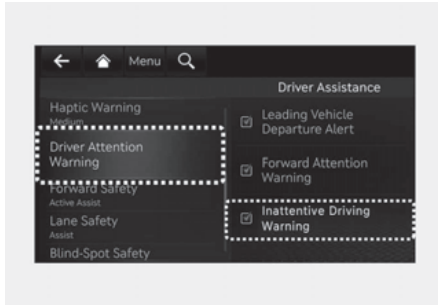 Menu
Driver Assistance
Haptic Warning
Medium
Driver Attention
Warning
Forward Safety
Active Assist
Lane Safety
Assist
Blind-Spot Safety
Leading Vehicle
Departure Alert
Forward Attention
Warning
Inattentive Driving
Warning